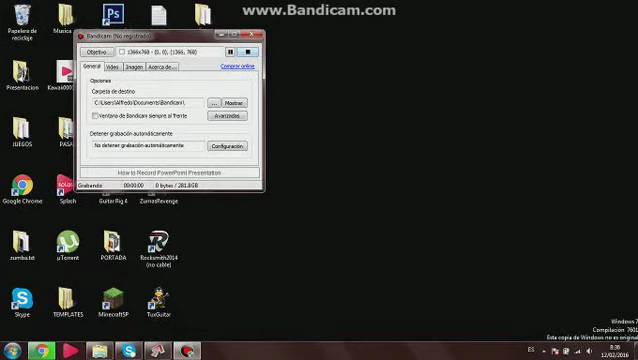 www.Bandicam.com
Papelera de reciclaje
Musica
Ps
Bandicam (No registrado)
Objetivo
1366x768 - (0, 0), (1366, 768)
General
Video
Imagen
Acerca de...
Comprar online
Opciones
Carpeta de destino
C:\Users\Alfredo\Documents\Bandicam\
...
Mostrar
Ventana de Bandicam siempre al frente
Avanzados
Detener grabación automáticamente
No detener grabación automáticamente
Configuración
How to Record PowerPoint Presentation
Grabando
00:00:00
0 bytes / 281.8GB
Presentacion
JUEGOS
Google Chrome
Splash
Guitar Rig 4
ZumasRevenge
zumba.txt
µTorrent
PORTADA
Rocksmith2014 (no cable)
Skype
TEMPLATES
MinecraftSP
TuxGuitar
Windows 7
Compilación 7601
Esta copia de Windows no es original
ES
8:36
12/02/2016